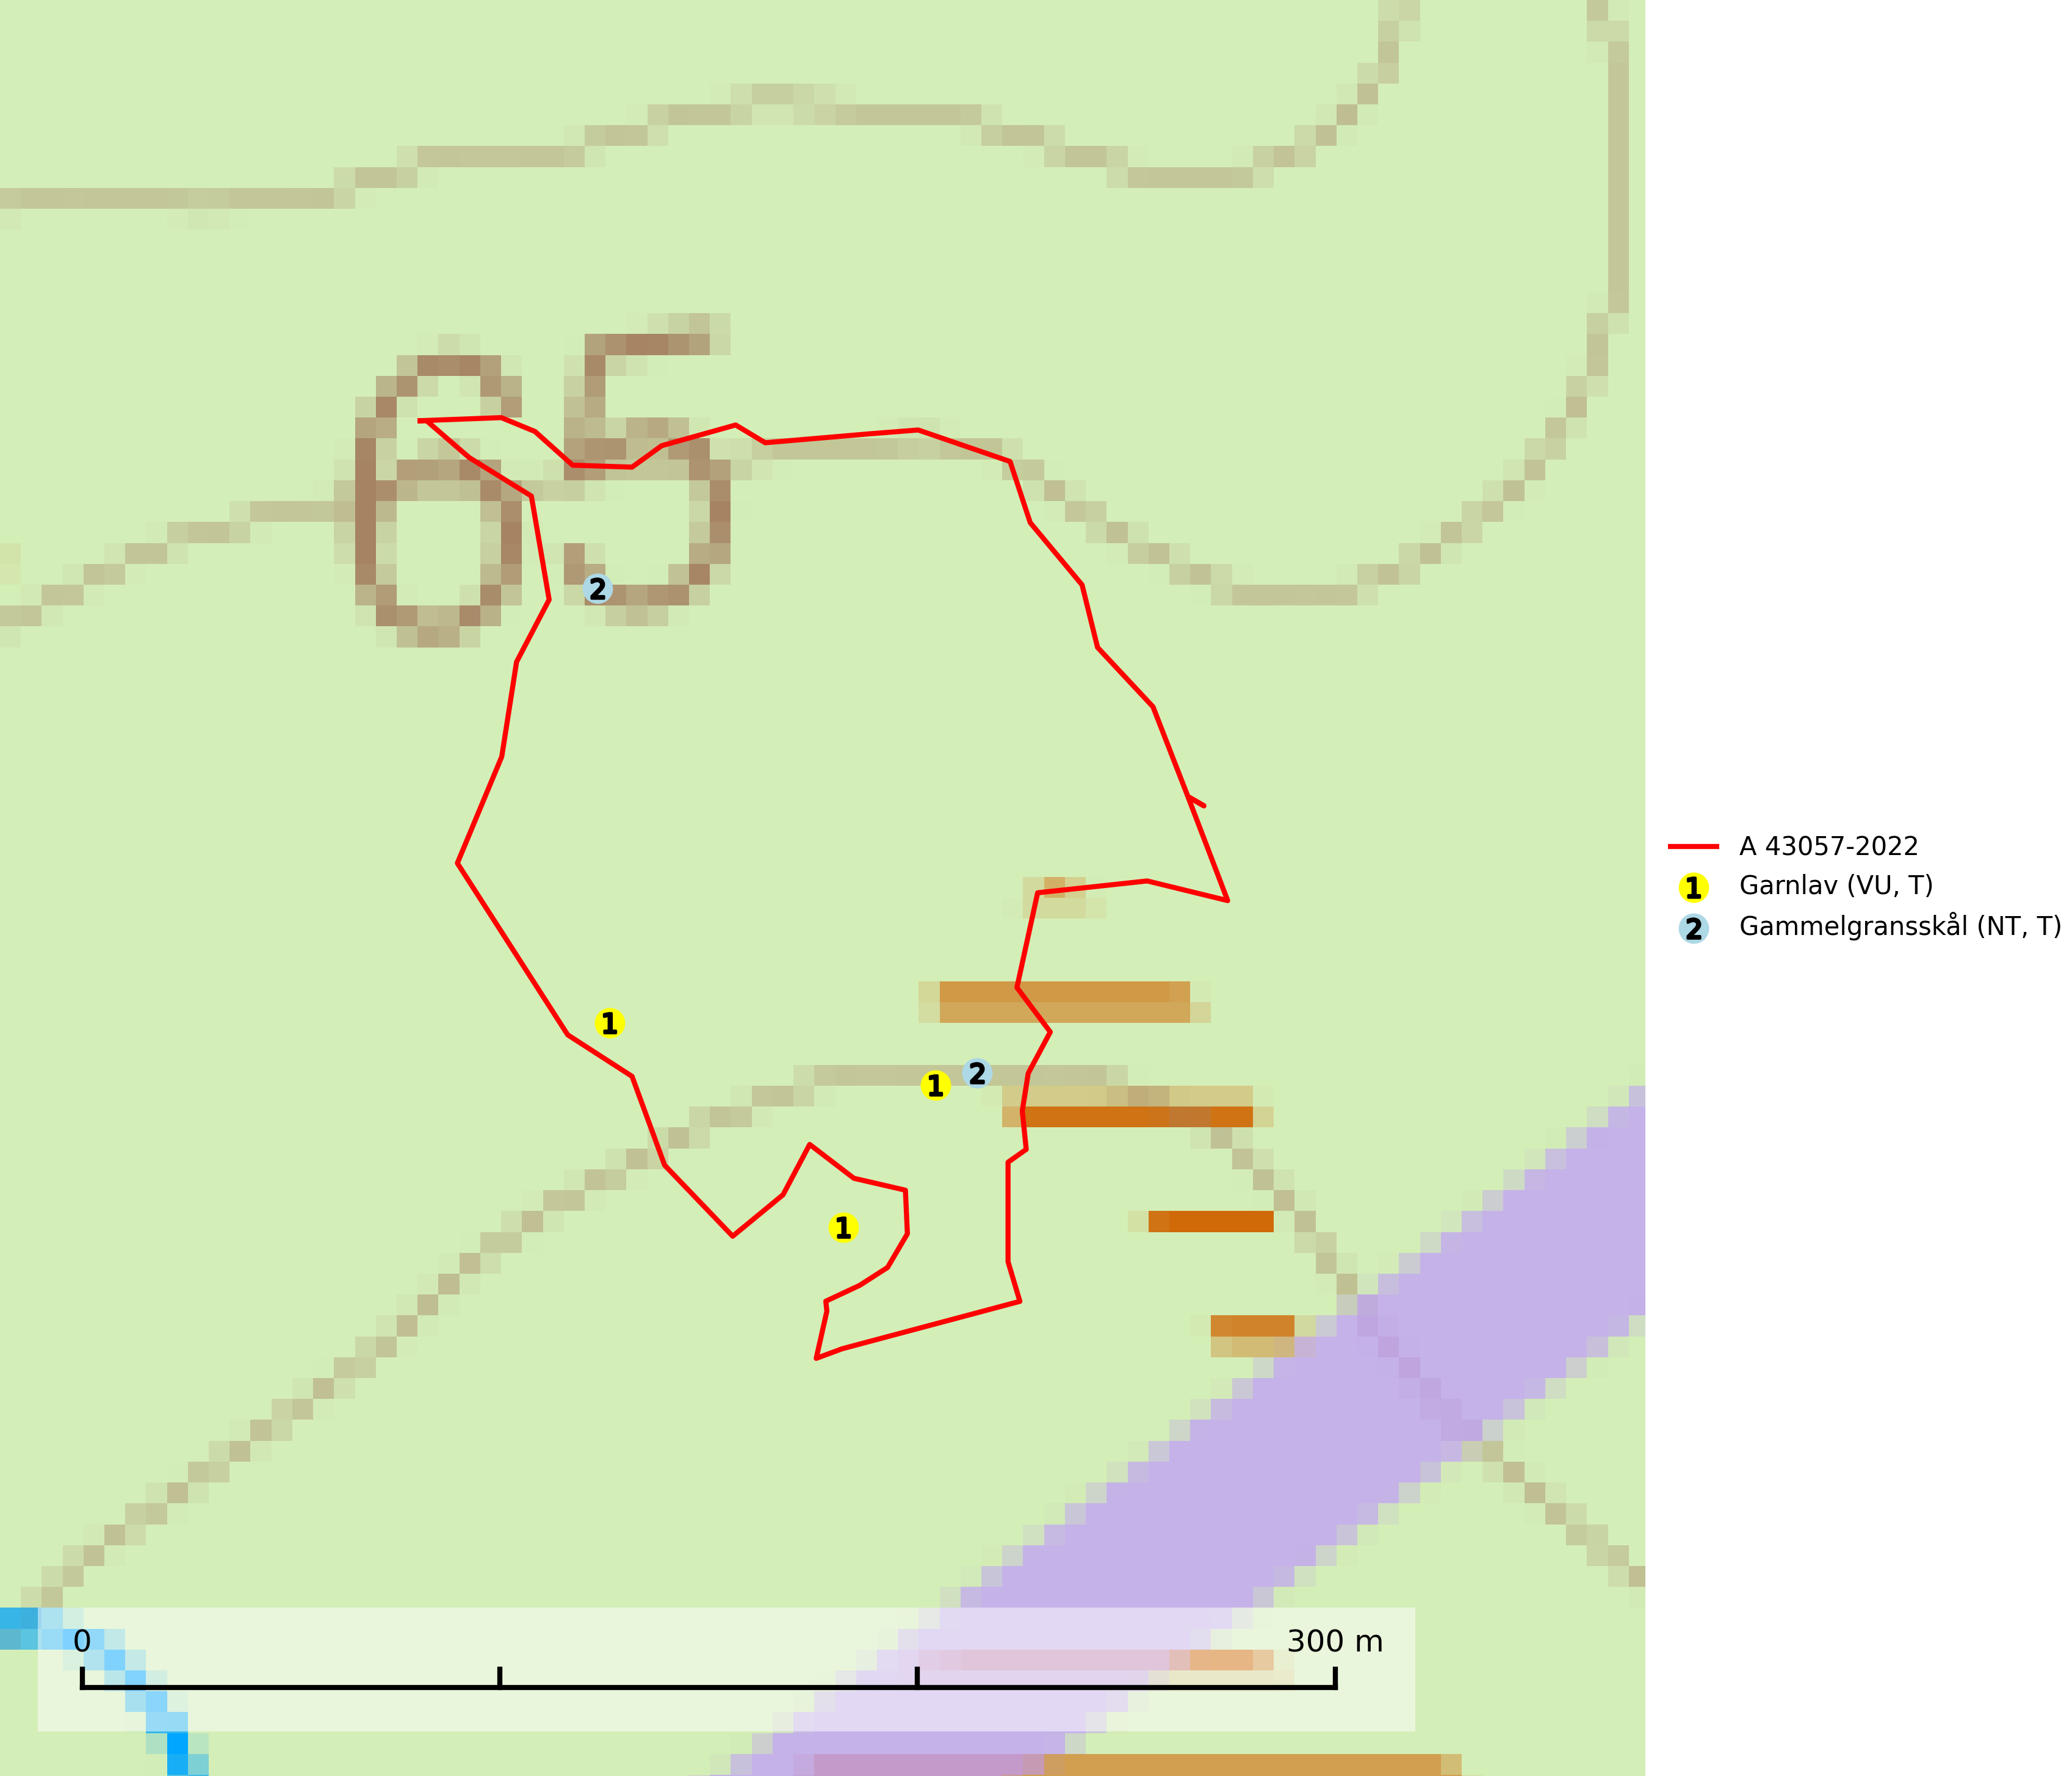 65
2
1
1
2
1
0 300 m
A 43057-2022
1 Garnlav (VU, T)
2 Gammelgransskål (NT, T)